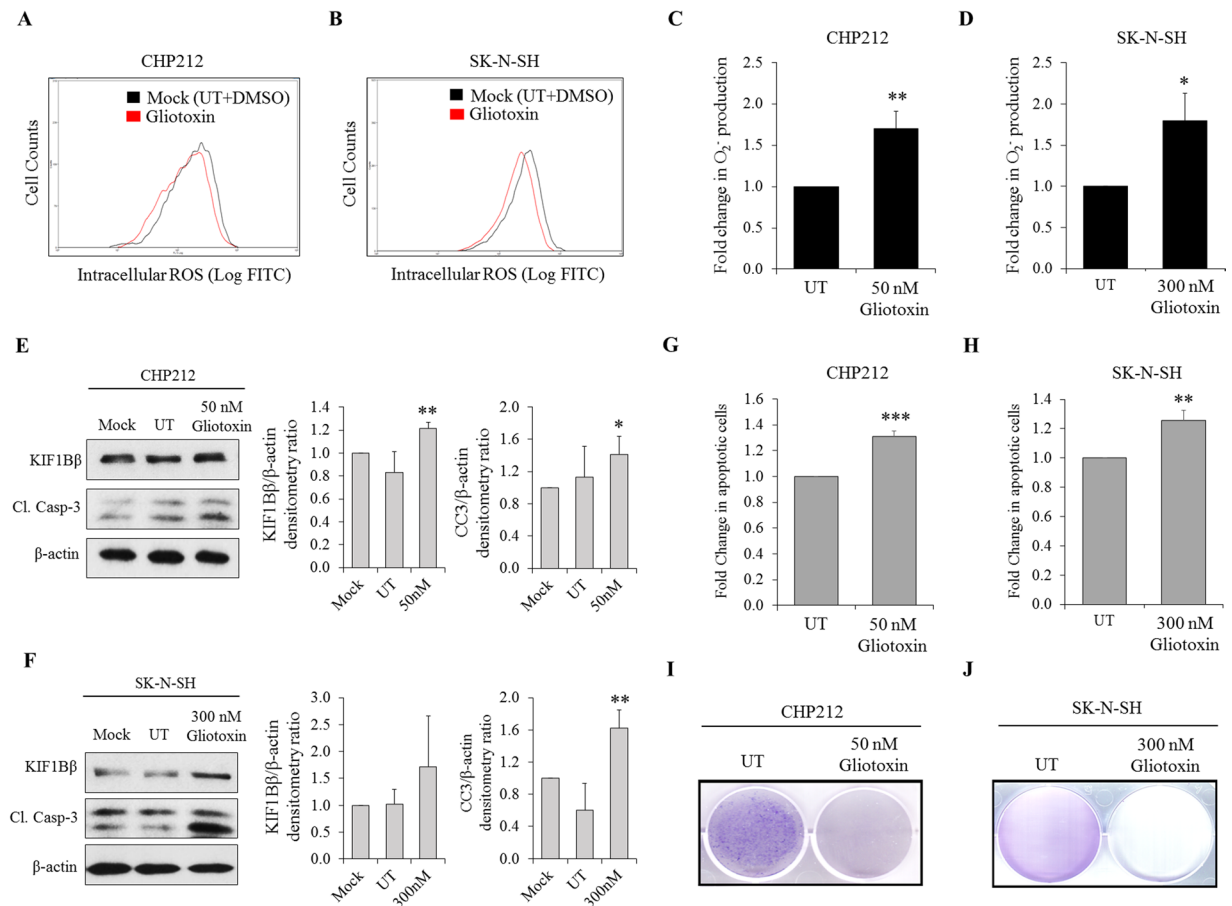 A
CHP212
Mock (UT+DMSO)
Gliotoxin
Cell Counts
Intracellular ROS (Log FITC)
B
SK-N-SH
Mock (UT+DMSO)
Gliotoxin
Cell Counts
Intracellular ROS (Log FITC)
C
CHP212
Fold change in O₂⁻ production
2.5
2.0
1.5
1.0
0.5
0.0
**
UT
50 nM
Gliotoxin
D
SK-N-SH
Fold change in O₂⁻ production
2.5
2.0
1.5
1.0
0.5
0.0
*
UT
300 nM
Gliotoxin
E
CHP212
Mock UT 50 nM
Gliotoxin
KIF1Bβ
Cl. Casp-3
β-actin
KIF1Bβ/β-actin
densitometry ratio
1.4
1.2
1.0
0.8
0.6
0.4
0.2
0.0
**
Mock
UT
50nM
CC3/β-actin
densitometry ratio
2.0
1.6
1.2
0.8
0.4
0.0
*
Mock
UT
50nM
G
CHP212
Fold Change in apoptotic cells
1.6
1.4
1.2
1.0
0.8
0.6
0.4
0.2
0.0
***
UT
50 nM
Gliotoxin
H
SK-N-SH
Fold Change in apoptotic cells
1.4
1.2
1.0
0.8
0.6
0.4
0.2
0.0
**
UT
300 nM
Gliotoxin
F
SK-N-SH
Mock UT 300 nM
Gliotoxin
KIF1Bβ
Cl. Casp-3
β-actin
KIF1Bβ/β-actin
densitometry ratio
3.0
2.5
2.0
1.5
1.0
0.5
0.0
Mock
UT
300nM
CC3/β-actin
densitometry ratio
2.0
1.6
1.2
0.8
0.4
0.0
**
Mock
UT
300nM
I
CHP212
UT
50 nM
Gliotoxin
J
SK-N-SH
UT
300 nM
Gliotoxin